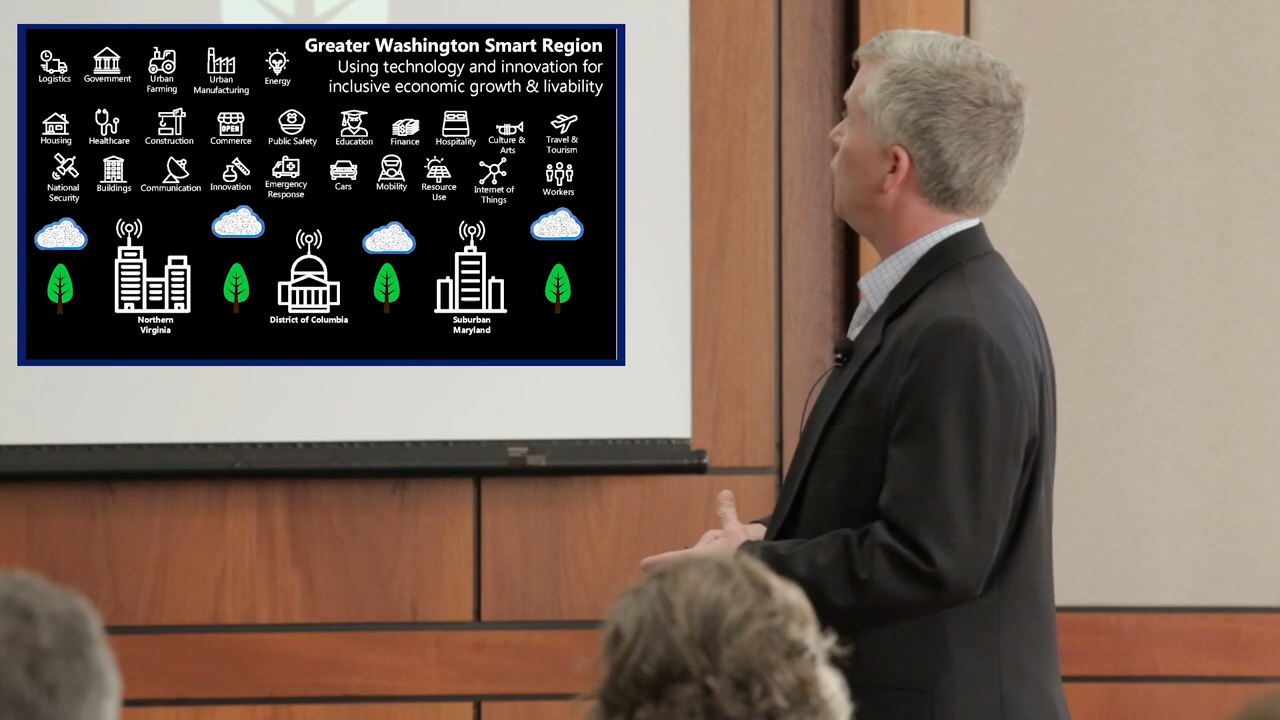 Greater Washington Smart Region
Using technology and innovation for
inclusive economic growth & livability
Logistics
Government
Urban
Farming
Urban
Manufacturing
Energy
Housing
Healthcare
Construction
OPEN
Commerce
Public Safety
Education
Finance
Hospitality
Culture &
Arts
Travel &
Tourism
National
Security
Buildings
Communication
Innovation
Emergency
Response
Cars
Mobility
Resource
Use
Internet of
Things
Workers
Northern
Virginia
District of Columbia
Suburban
Maryland